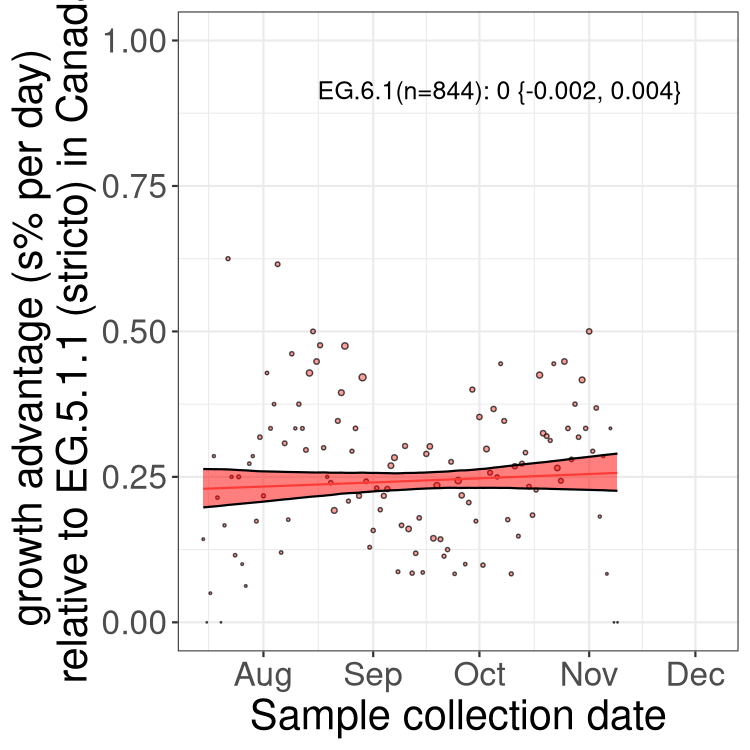 growth advantage (s% per day)
relative to EG.5.1.1 (stricto) in Canada
1.00
0.75
0.50
0.25
0.00
EG.6.1(n=844): 0 {-0.002, 0.004}
Aug Sep Oct Nov Dec
Sample collection date